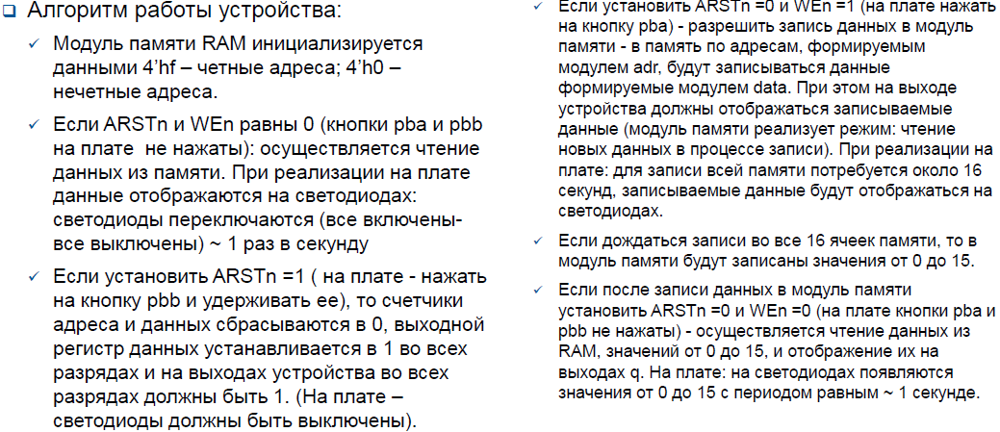 Алгоритм работы устройства:
Модуль памяти RAM инициализируется
данными 4’hf – четные адреса; 4’h0 –
нечетные адреса.
Если ARSTn и WEn равны 0 (кнопки pba и pbb
на плате не нажаты): осуществляется чтение
данных из памяти. При реализации на плате
данные отображаются на светодиодах:
светодиоды переключаются (все включены-
все выключены) ~ 1 раз в секунду
Если установить ARSTn =1 ( на плате - нажать
на кнопку pbb и удерживать ее), то счетчики
адреса и данных сбрасываются в 0, выходной
регистр данных устанавливается в 1 во всех
разрядах и на выходах устройства во всех
разрядах должны быть 1. (На плате –
светодиоды должны быть выключены).
Если установить ARSTn =0 и WEn =1 (на плате нажать
на кнопку pba) - разрешить запись данных в модуль
памяти - в память по адресам, формируемым
модулем adr, будут записываться данные
формируемые модулем data. При этом на выходе
устройства должны отображаться записываемые
данные (модуль памяти реализует режим: чтение
новых данных в процессе записи). При реализации на
плате: для записи всей памяти потребуется около 16
секунд, записываемые данные будут отображаться на
светодиодах.
Если дождаться записи во все 16 ячеек памяти, то в
модуль памяти будут записаны значения от 0 до 15.
Если после записи данных в модуль памяти
установить ARSTn =0 и WEn =0 (на плате кнопки pba и
pbb не нажаты) - осуществляется чтение данных из
RAM, значений от 0 до 15, и отображение их на
выходах q. На плате: на светодиодах появляются
значения от 0 до 15 с периодом равным ~ 1 секунде.